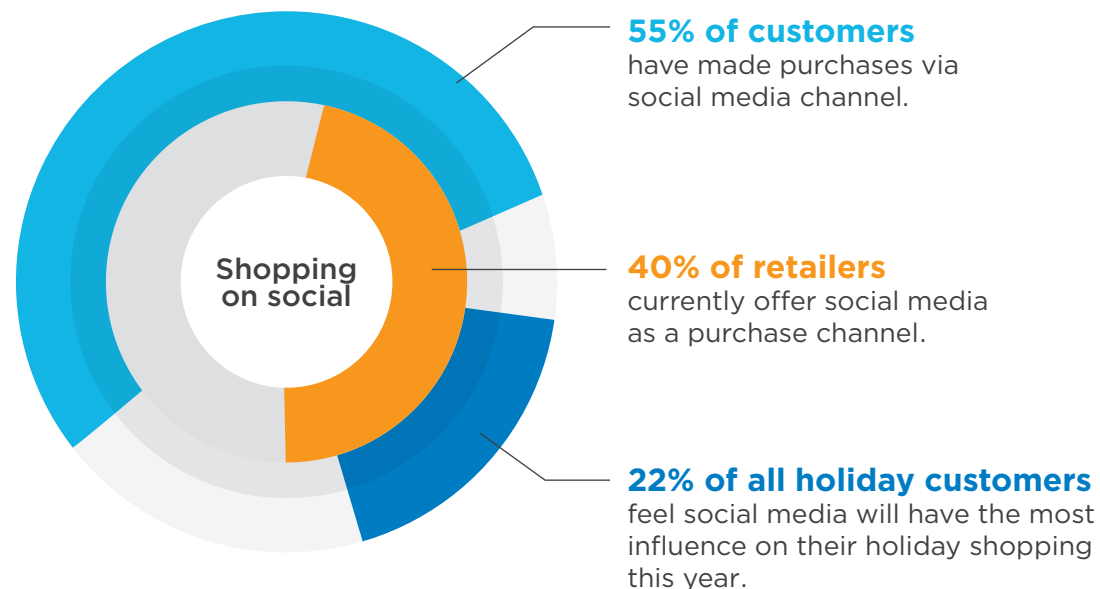 Shopping
on social
55% of customers
have made purchases via
social media channel.
40% of retailers
currently offer social media
as a purchase channel.
22% of all holiday customers
feel social media will have the most
influence on their holiday shopping
this year.